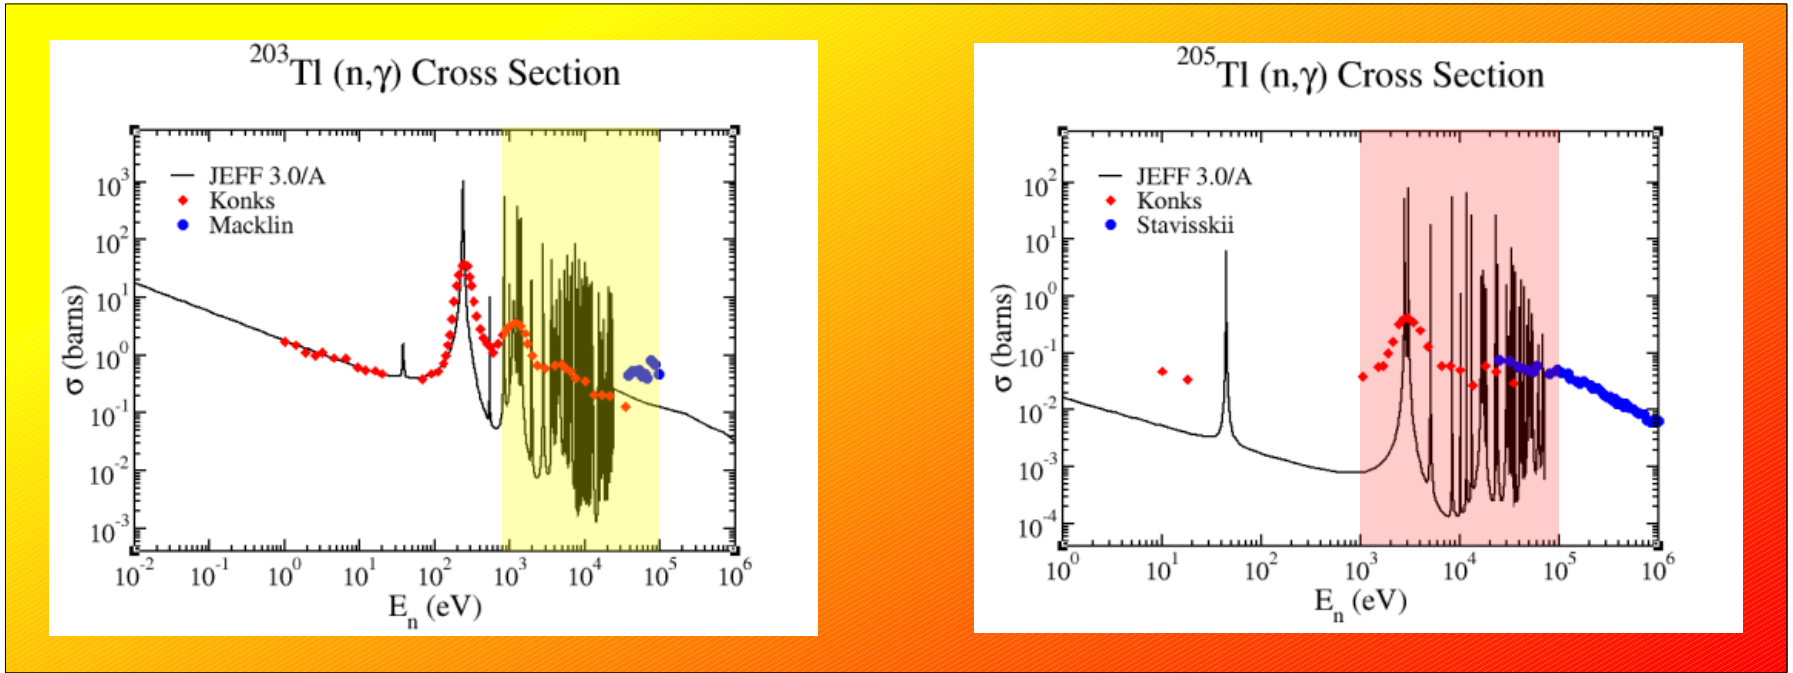 ²⁰³Tl (n,γ) Cross Section
JEFF 3.0/A
Konks
Macklin
10³
10²
10¹
10⁰
10⁻¹
10⁻²
10⁻³
σ (barns)
10⁻² 10⁻¹ 10⁰ 10¹ 10² 10³ 10⁴ 10⁵ 10⁶
Eₙ (eV)
²⁰⁵Tl (n,γ) Cross Section
JEFF 3.0/A
Konks
Stavisskii
10²
10¹
10⁰
10⁻¹
10⁻²
10⁻³
10⁻⁴
σ (barns)
10⁰ 10¹ 10² 10³ 10⁴ 10⁵ 10⁶
Eₙ (eV)